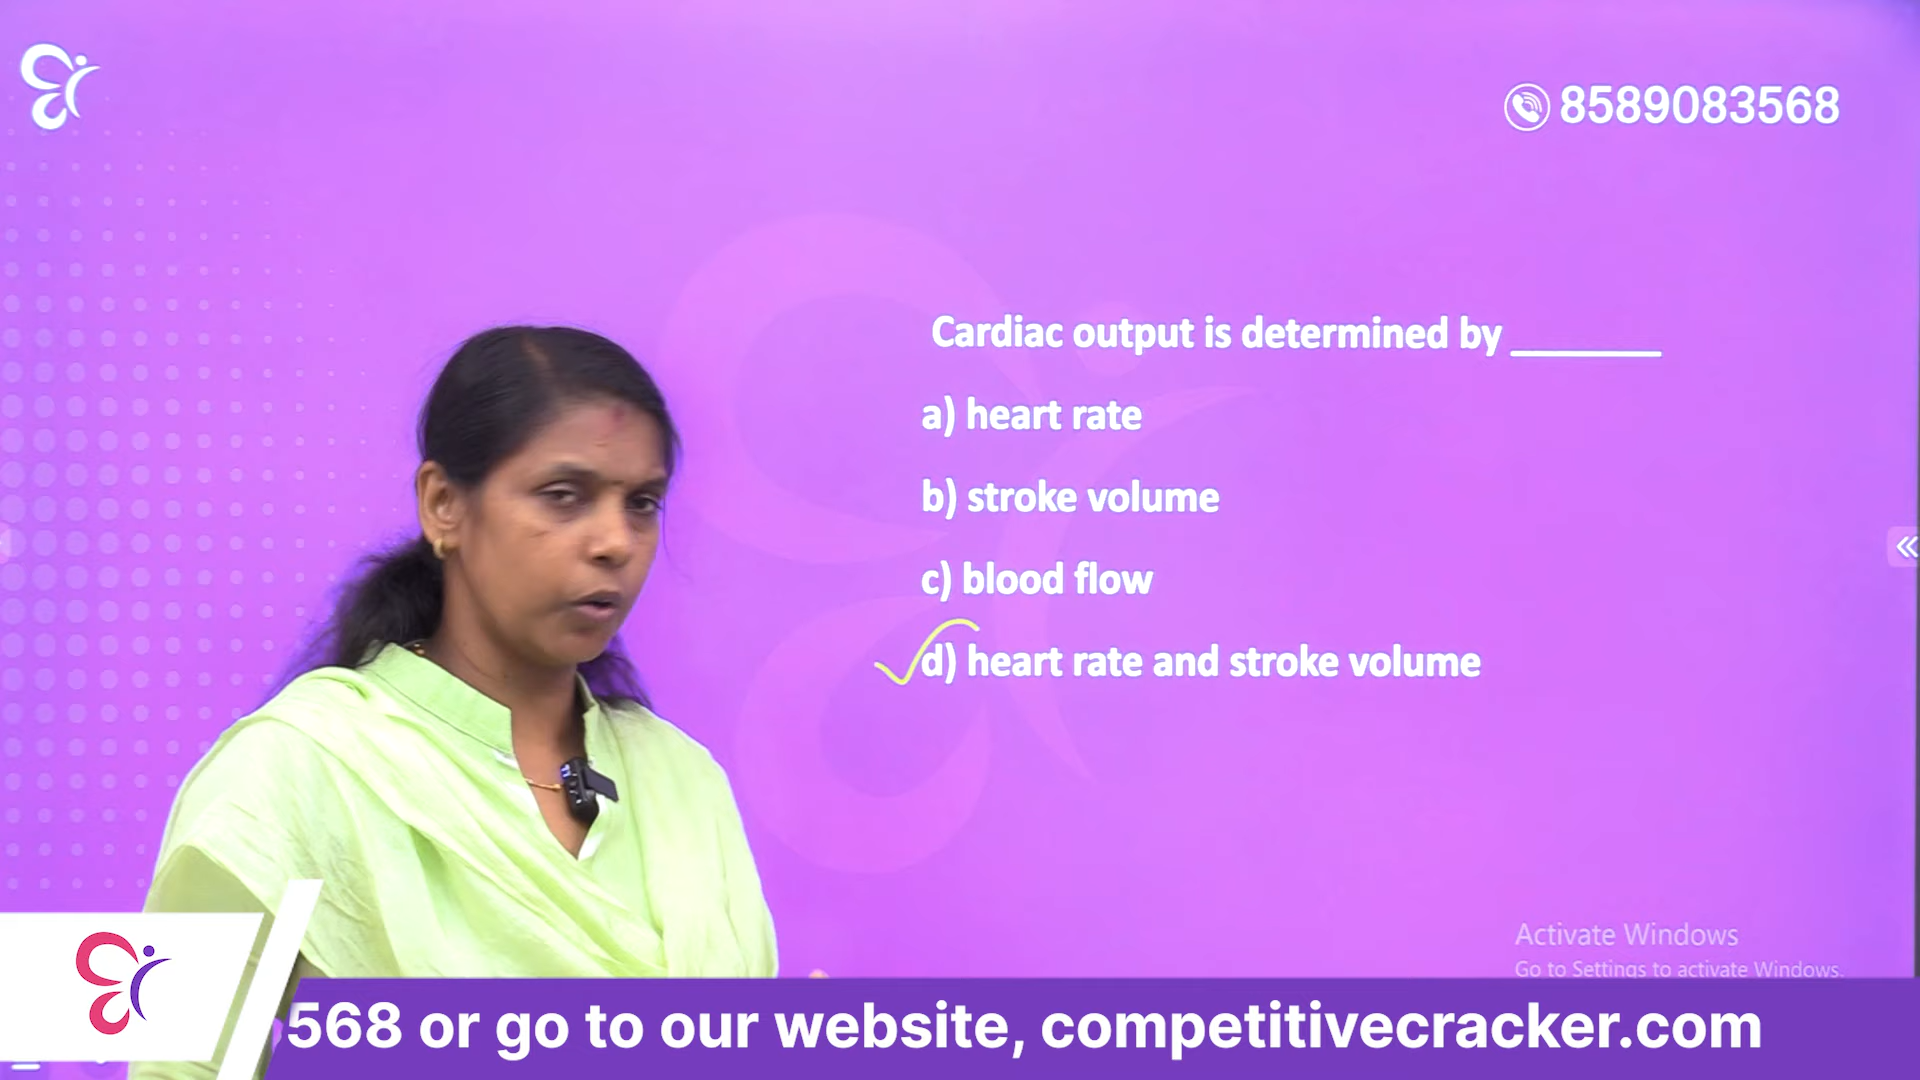 8589083568
Cardiac output is determined by _______
a) heart rate
b) stroke volume
c) blood flow
d) heart rate and stroke volume
Activate Windows
Go to Settings to activate Windows.
568 or go to our website, competitivecracker.com